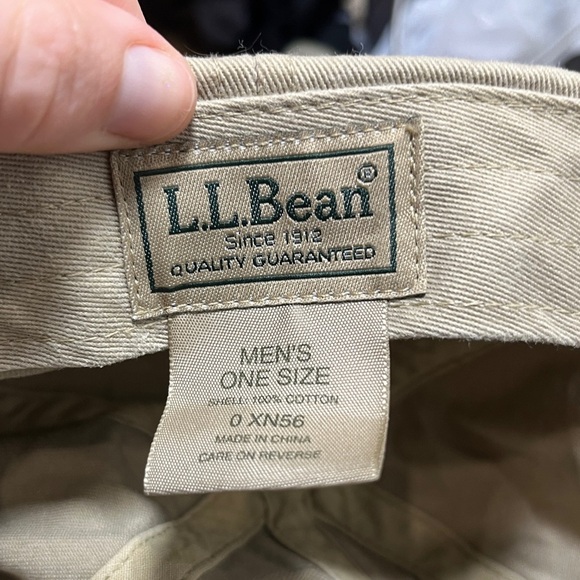 L.L.Bean®
Since 1912
QUALITY GUARANTEED
MEN'S
ONE SIZE
SHELL: 100% COTTON
0 XN56
MADE IN CHINA
CARE ON REVERSE